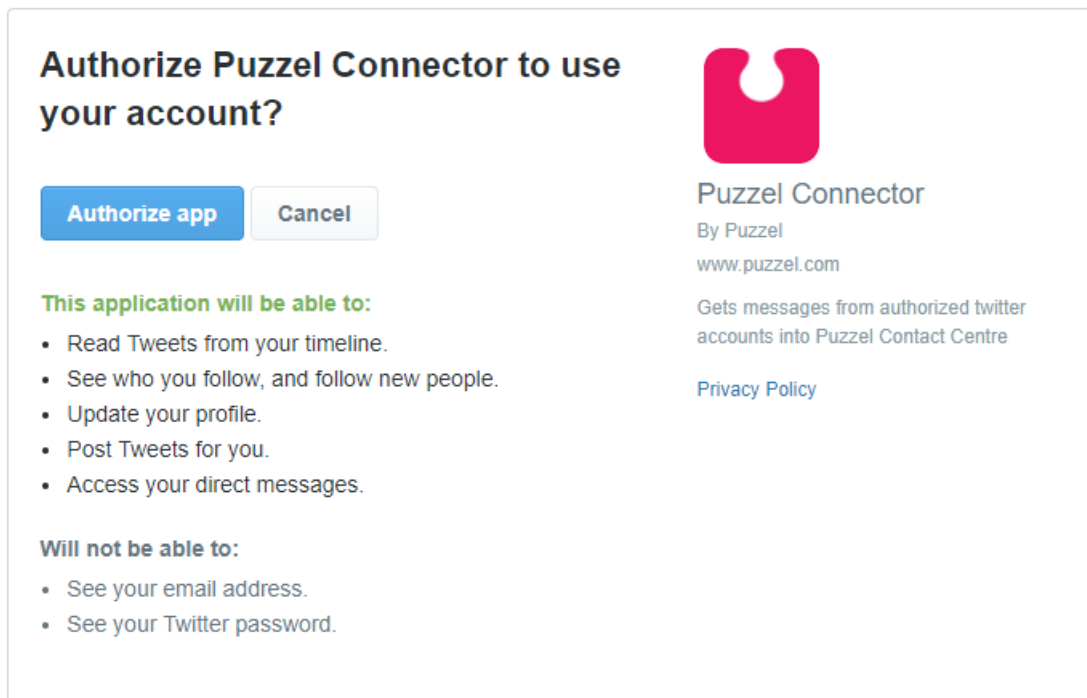 Authorize Puzzel Connector to use
your account?
Authorize app
Cancel
This application will be able to:
• Read Tweets from your timeline.
• See who you follow, and follow new people.
• Update your profile.
• Post Tweets for you.
• Access your direct messages.
Will not be able to:
• See your email address.
• See your Twitter password.
Puzzel Connector
By Puzzel
www.puzzel.com
Gets messages from authorized twitter
accounts into Puzzel Contact Centre
Privacy Policy